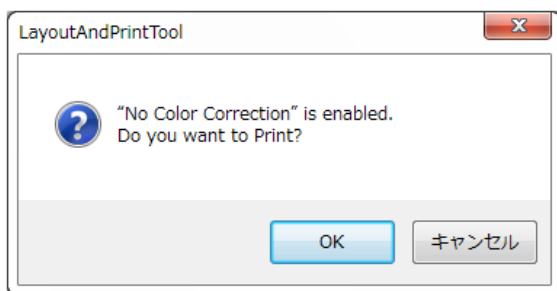 LayoutAndPrintTool
“No Color Correction” is enabled.
Do you want to Print?
OK
キャンセル